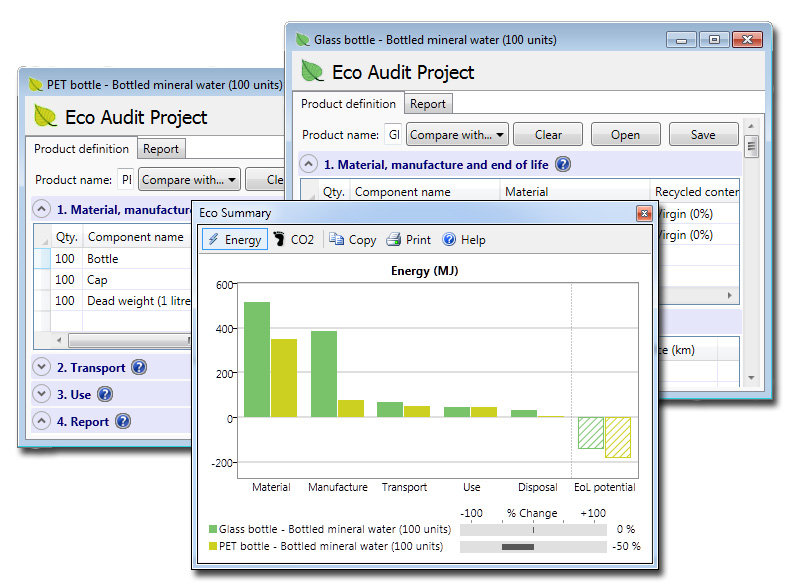 Glass bottle - Bottled mineral water (100 units)
Eco Audit Project
Product definition Report
Product name: Gl Compare with... Clear Open Save
1. Material, manufacture and end of life ?
Qty. Component name Material Recycled conten
Virgin (0%)
Virgin (0%)
ce (km)
PET bottle - Bottled mineral water (100 units)
Eco Audit Project
Product definition Report
Product name: PI Compare with... Cle
1. Material, manufacture
Qty. Component name
100 Bottle
100 Cap
100 Dead weight (1 litre
2. Transport ?
3. Use ?
4. Report ?
Eco Summary
Energy CO2 Copy Print ? Help
Energy (MJ)
600
400
200
0
-200
Material Manufacture Transport Use Disposal EoL potential
-100 % Change +100
Glass bottle - Bottled mineral water (100 units) 0 %
PET bottle - Bottled mineral water (100 units) -50 %